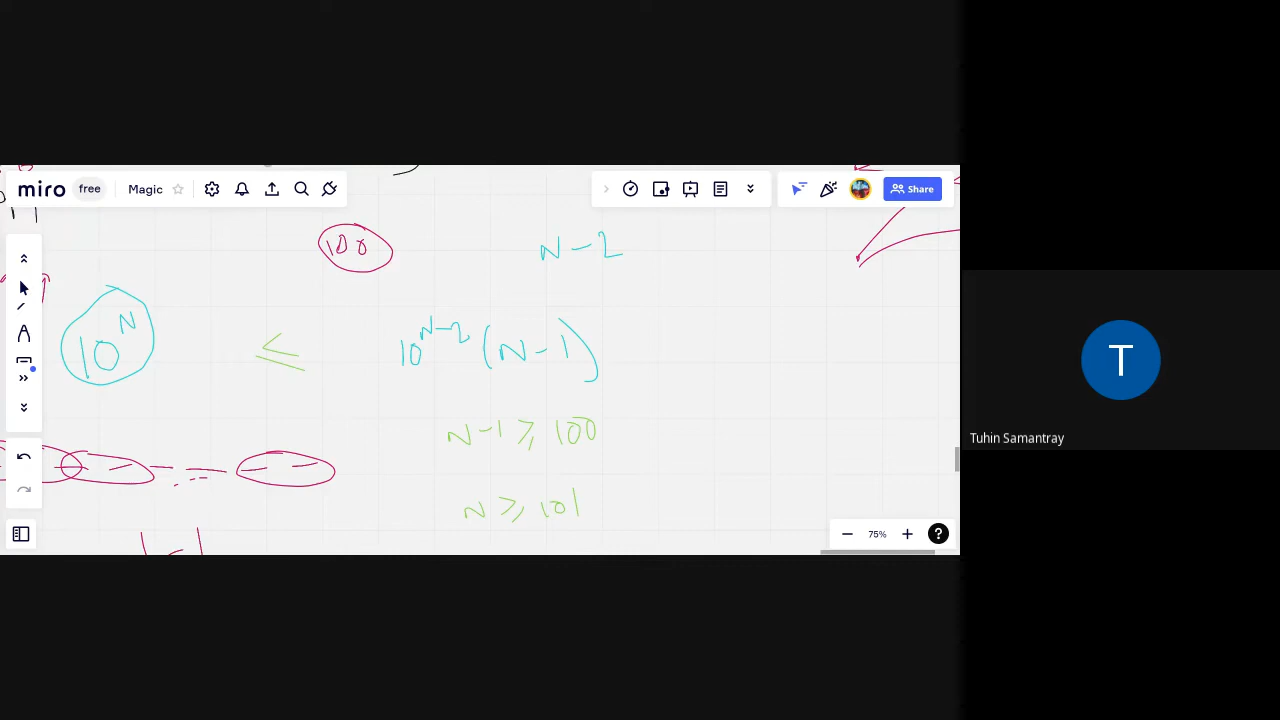 miro free Magic Share
100
N-2
10^N ≤ 10^{N-2} (N-1)
N-1 ≥ 100
N ≥ 101
75%
T
Tuhin Samantray